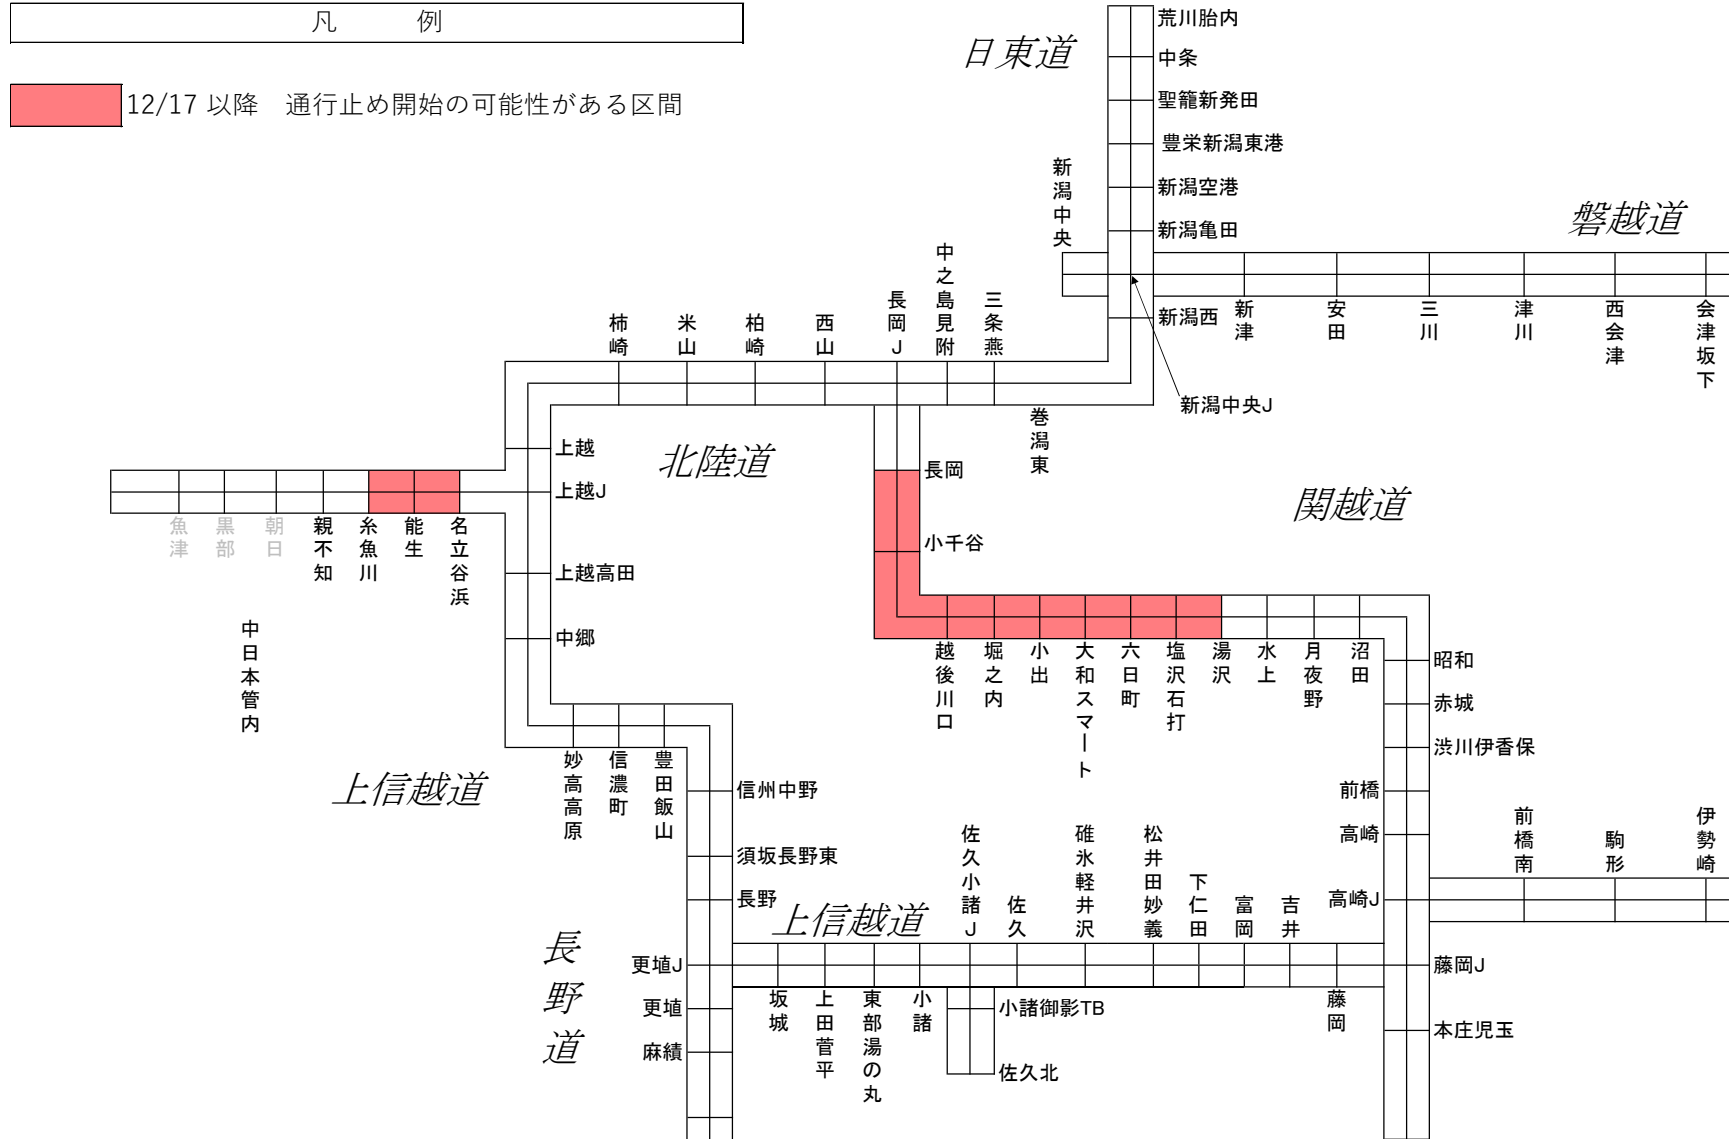 凡　例
12/17 以降　通行止め開始の可能性がある区間
日東道
荒川胎内
中条
聖籠新発田
豊栄新潟東港
新潟空港
新潟亀田
新潟中央
新潟西
新潟中央J
磐越道
新津
安田
三川
津川
西会津
会津坂下
柿崎
米山
柏崎
西山
長岡J
中之島見附
三条燕
巻潟東
北陸道
上越
上越J
上越高田
中郷
魚津
黒部
朝日
親不知
糸魚川
能生
名立谷浜
中日本管内
長岡
小千谷
関越道
越後川口
堀之内
小出
大和スマート
六日町
塩沢石打
湯沢
水上
月夜野
沼田
昭和
赤城
渋川伊香保
前橋
高崎
高崎J
前橋南
駒形
伊勢崎
藤岡J
本庄児玉
上信越道
妙高高原
信濃町
豊田飯山
信州中野
須坂長野東
長野
長野道
更埴J
更埴
麻績
上信越道
佐久小諸J
佐久
碓氷軽井沢
松井田妙義
下仁田
富岡
吉井
坂城
上田菅平
東部湯の丸
小諸
小諸御影TB
佐久北
藤岡